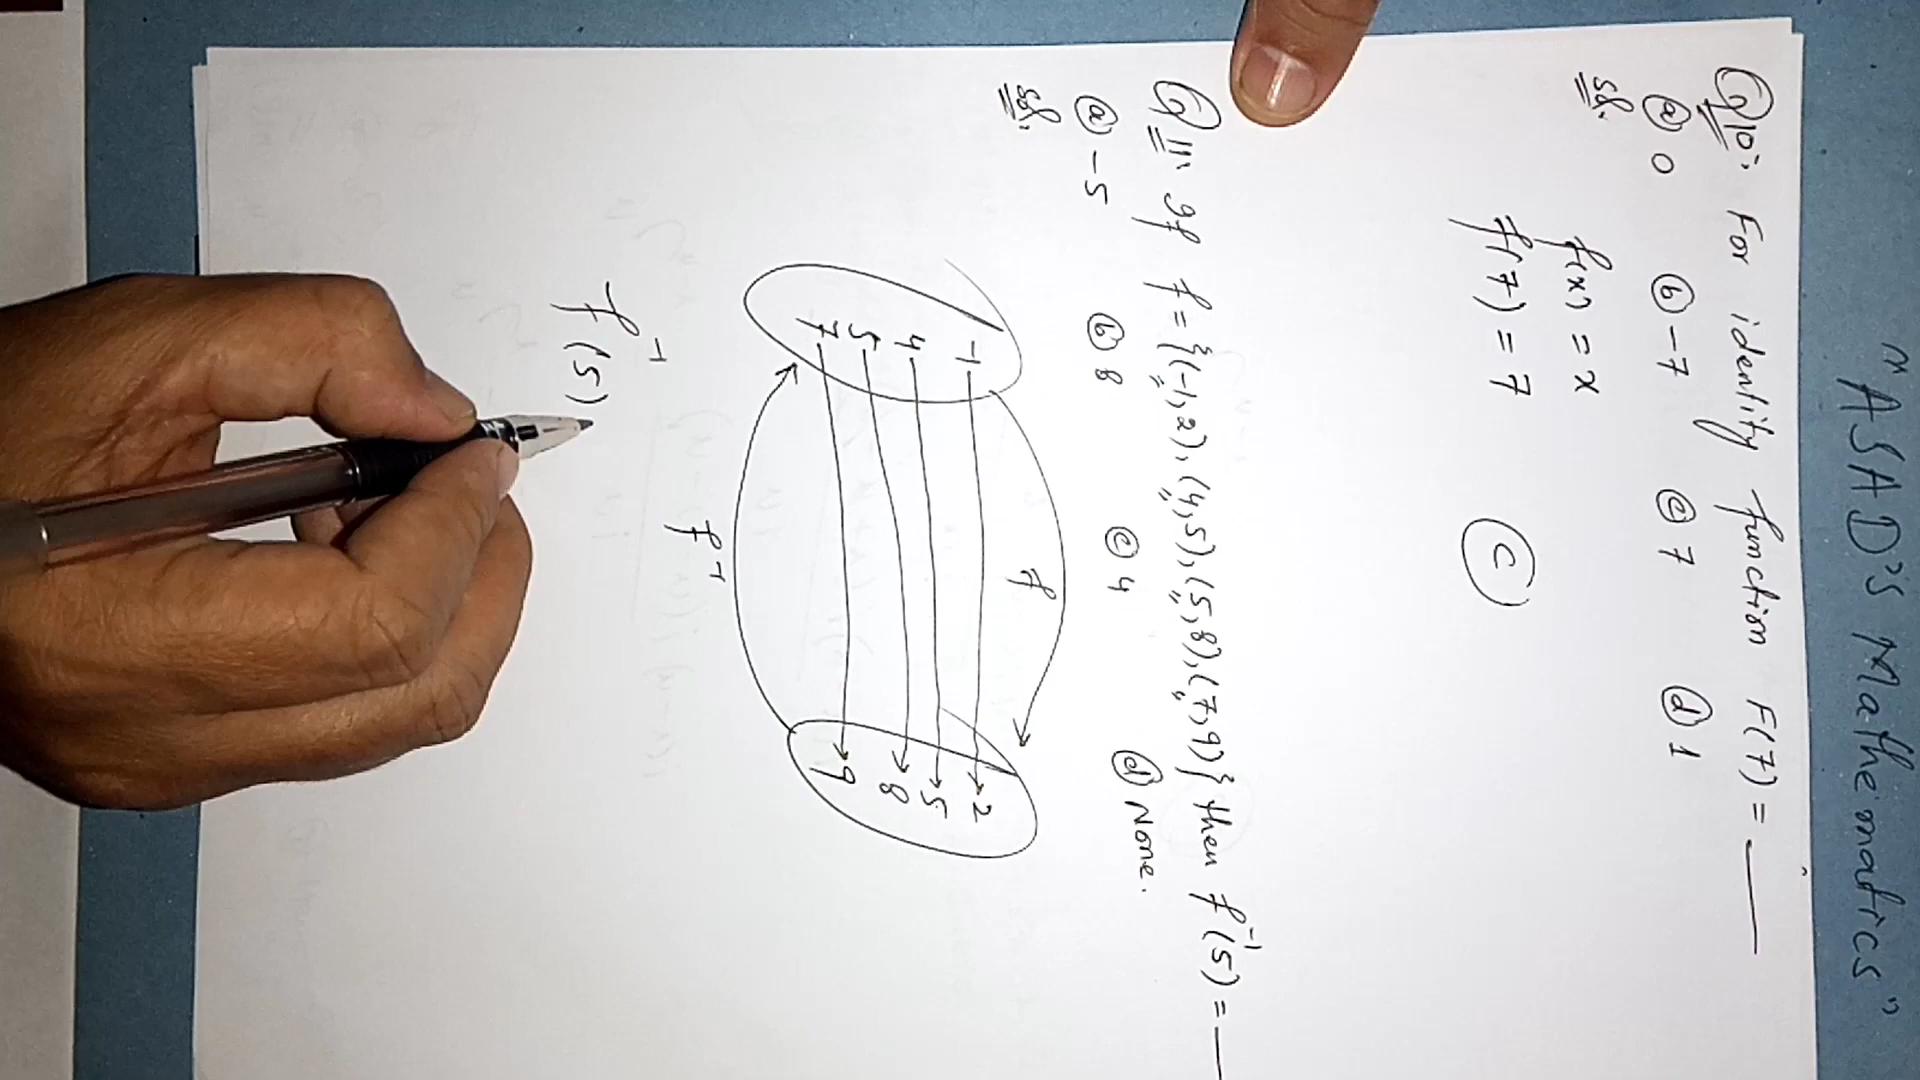 "ASAD's Mathematics"
Q10: For identity function F(7) = ___
(a) 0 (b) -7 (c) 7 (d) 1
Sol.
f(x) = x
f(7) = 7
(C)
Q11: If f = {(-1,2), (4,5), (5,8), (7,9)} then f⁻¹(5) = ___
(a) -5 (b) 8 (c) 4 (d) None.
Sol.
f
-1 2
4 5
5 8
7 9
f⁻¹
f⁻¹(5)